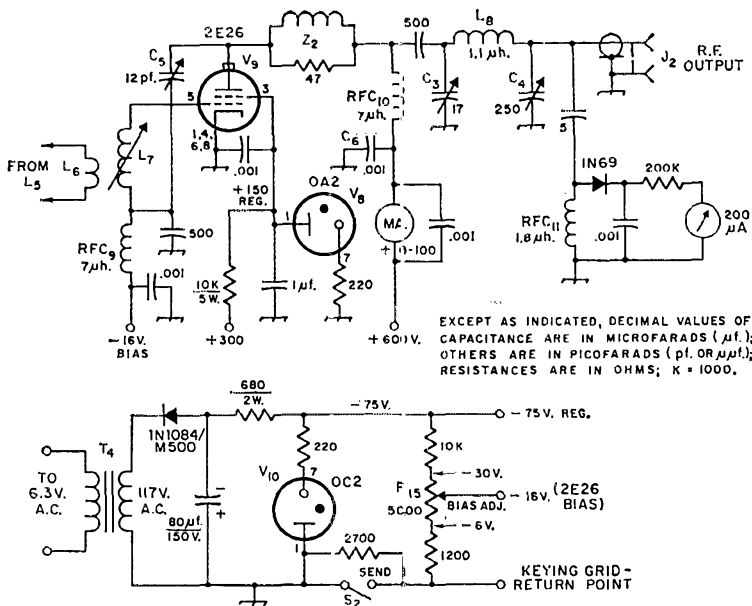 2E26
Z2
47
500
L8
1.1 µh.
J2
R.F.
OUTPUT
C5
12 pf.
V9
5
3
1,4,
6,8
.001
C3
17
C4
250
5
RFC10
7µh.
C6
.001
FROM
L5
L6
L7
+150
REG.
OA2
V8
1
7
220
MA.
+ 0-100
.001
1N69
200K
200
µA
.001
RFC11
1.8µh.
RFC9
7µh.
500
.001
10K
5W.
1µf.
-16V.
BIAS
+300
+600V.
EXCEPT AS INDICATED, DECIMAL VALUES OF
CAPACITANCE ARE IN MICROFARADS (µf.);
OTHERS ARE IN PICOFARADS (pf. OR µµf.);
RESISTANCES ARE IN OHMS; K = 1000.
680
2W.
-75V.
-75V. REG.
1N1084/
M500
T4
TO
6.3V.
A.C.
117V.
A.C.
80µf.
150V.
220
7
V10
OC2
1
10K
-30V.
BIAS ADJ.
-16V. (2E26
BIAS)
-6V.
1200
2700
SEND
S2
KEYING GRID-
RETURN POINT